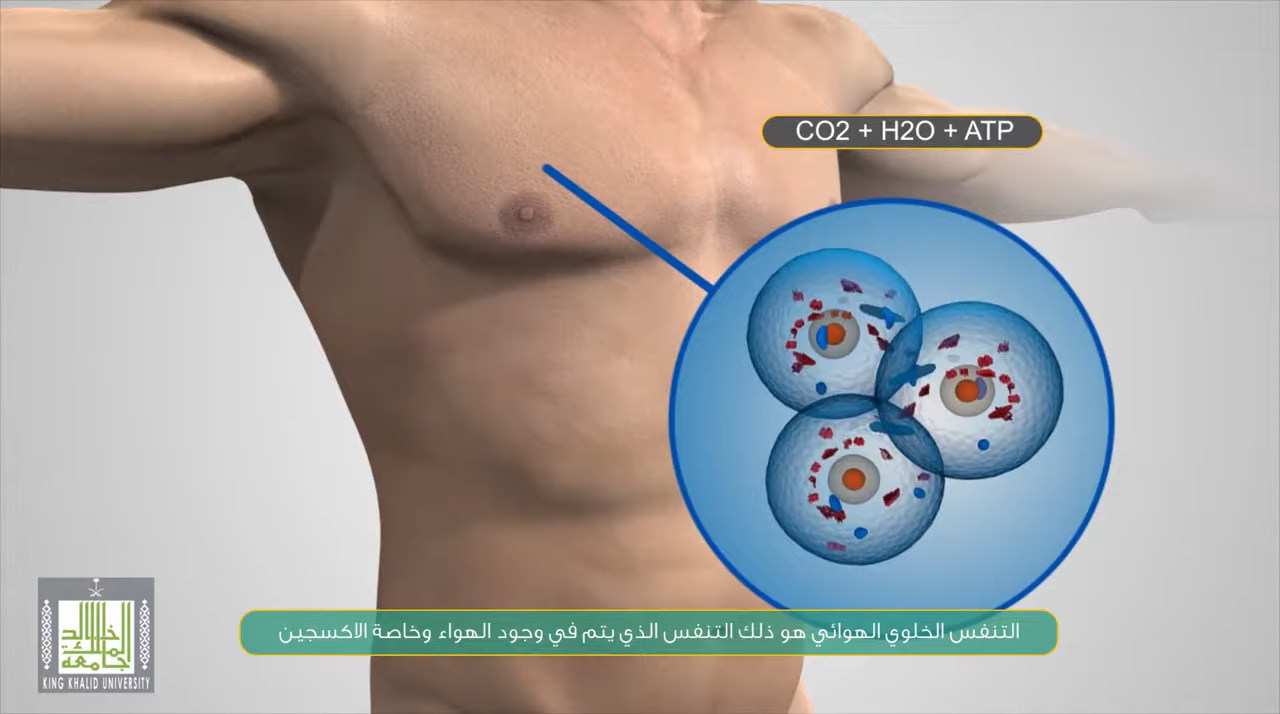 CO2 + H2O + ATP
التنفس الخلوي الهوائي هو ذلك التنفس الذي يتم في وجود الهواء وخاصة الاكسجين
جامعة
الملك
خالد
KING KHALID UNIVERSITY